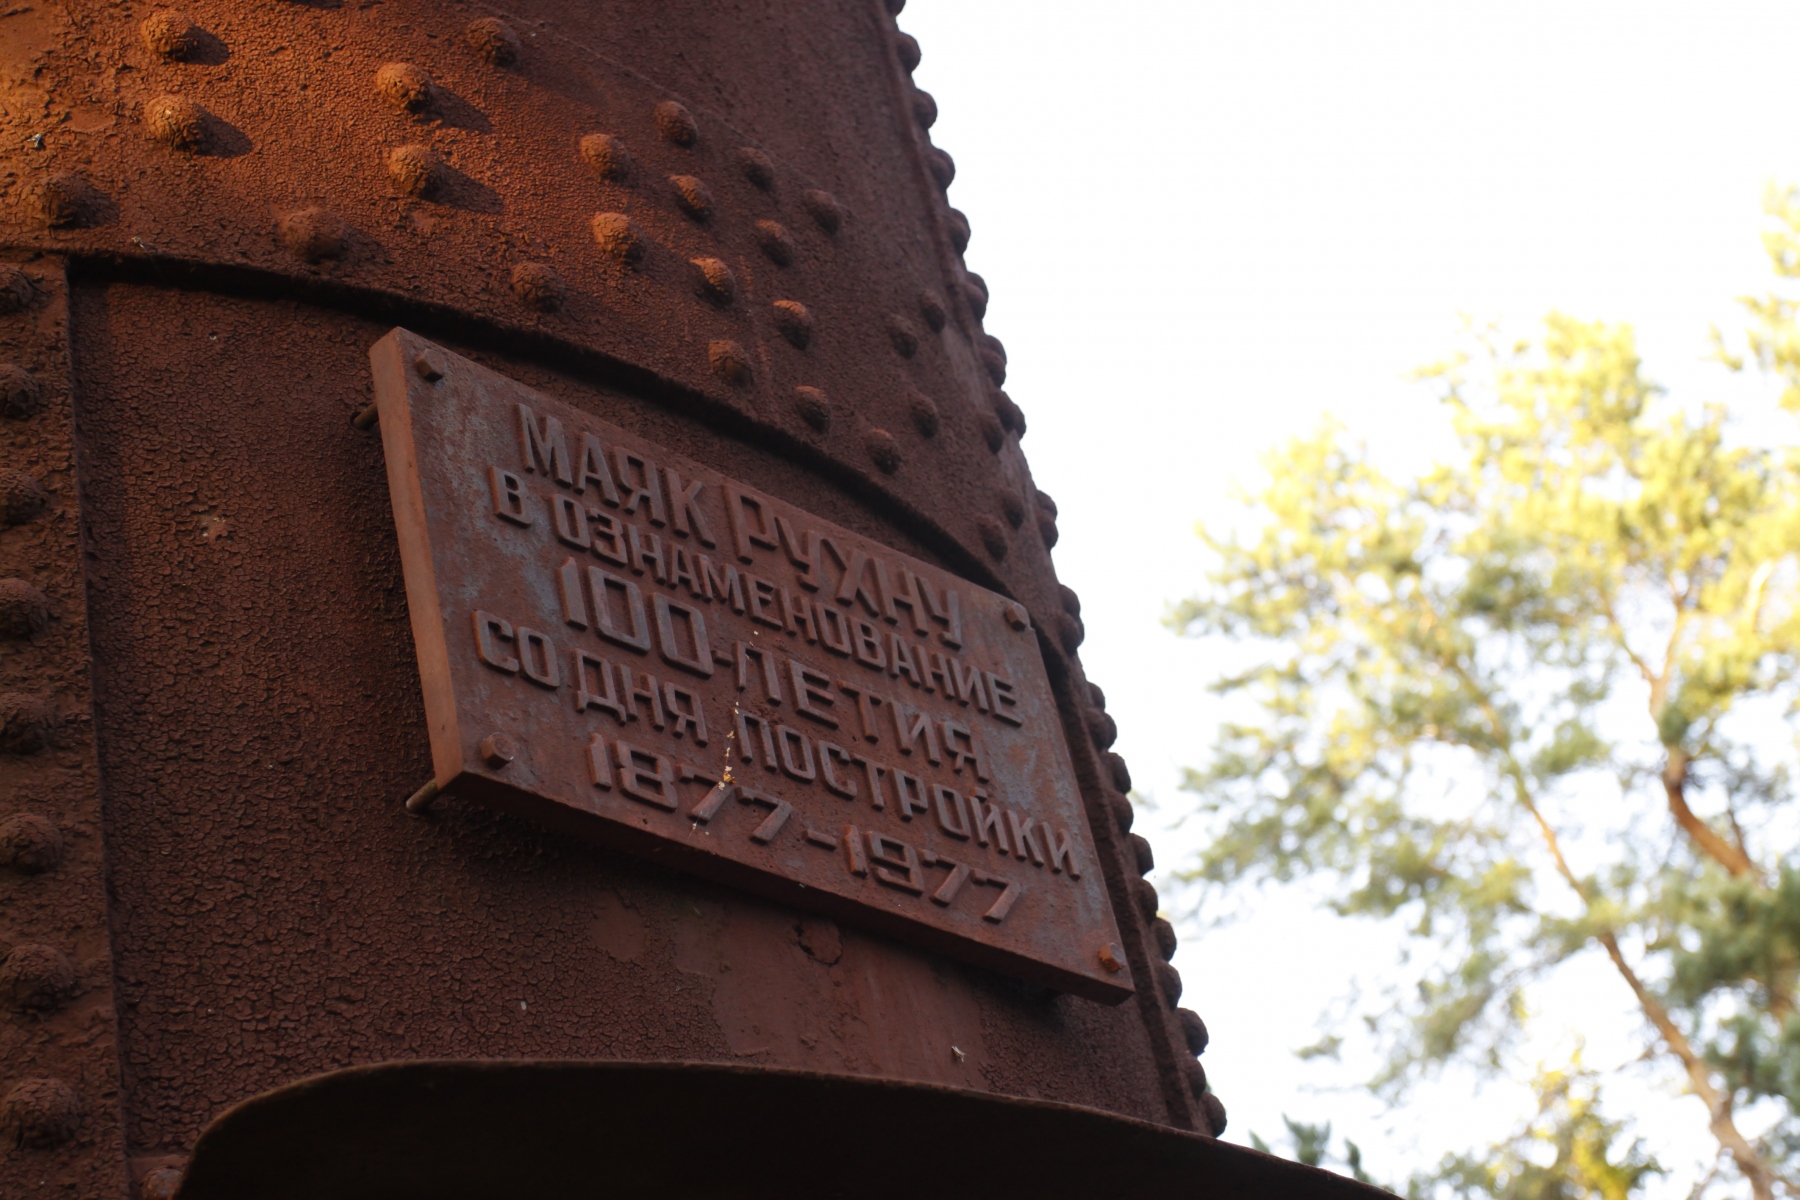 МАЯК РУХНУ
В ОЗНАМЕНОВАНИЕ
100-ЛЕТИЯ
СО ДНЯ ПОСТРОЙКИ
1877-1977